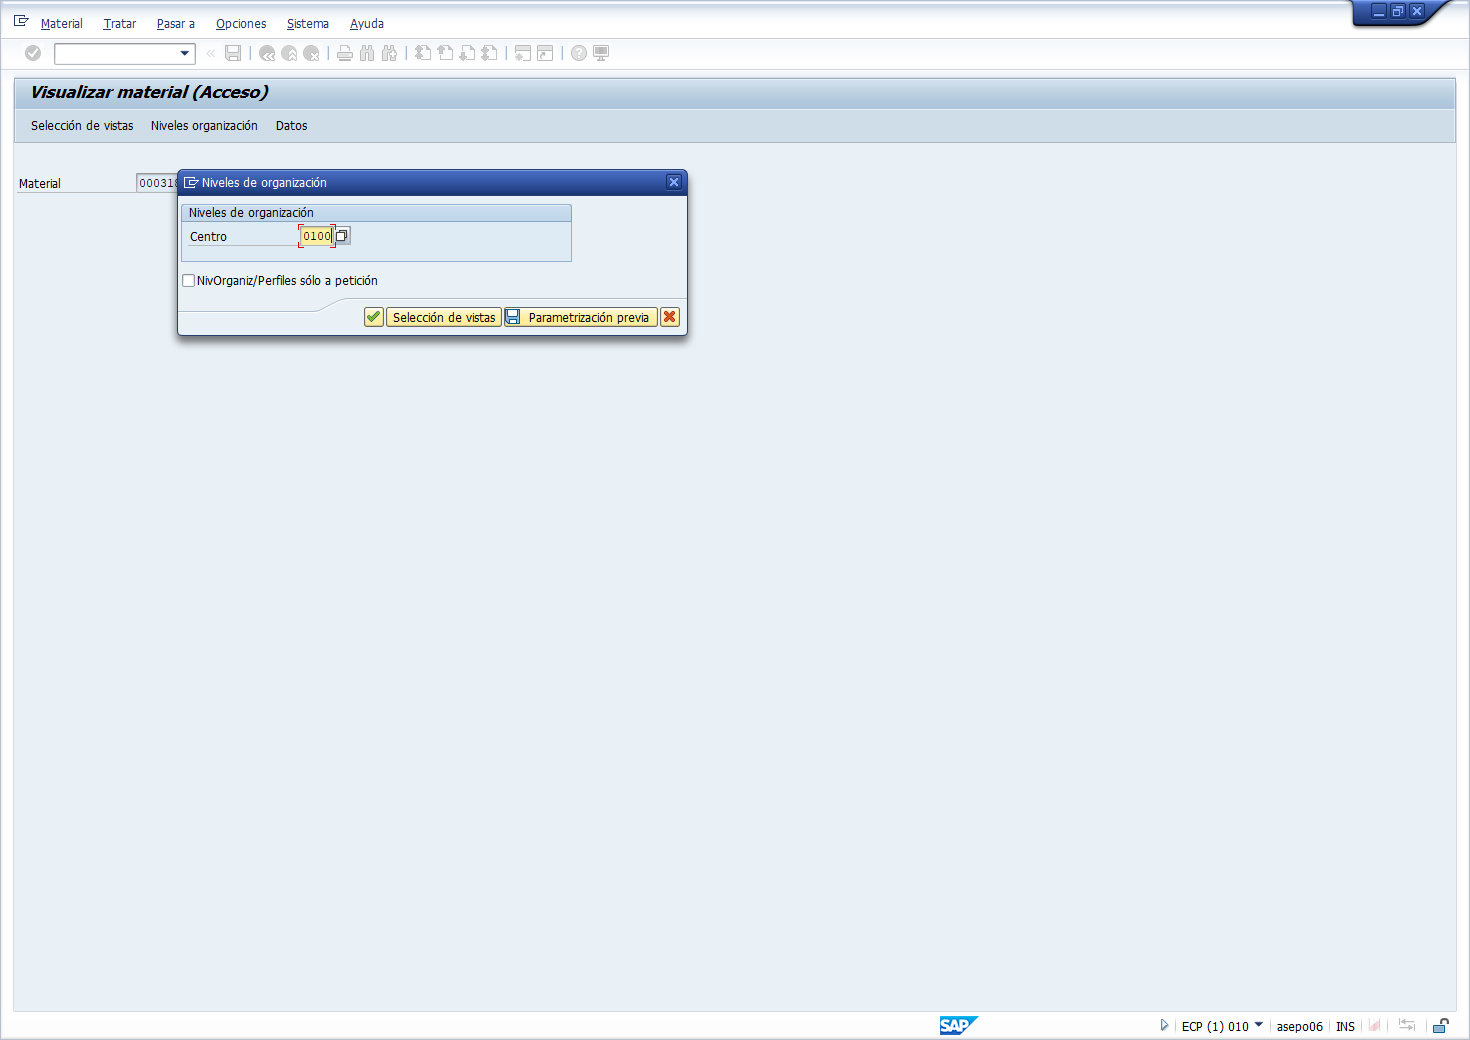 Material Tratar Pasar a Opciones Sistema Ayuda
Visualizar material (Acceso)
Selección de vistas Niveles organización Datos
Material
Niveles de organización
Niveles de organización
Centro 0100
NivOrganiz/Perfiles sólo a petición
Selección de vistas Parametrización previa
SAP ECP (1) 010 asepo06 INS